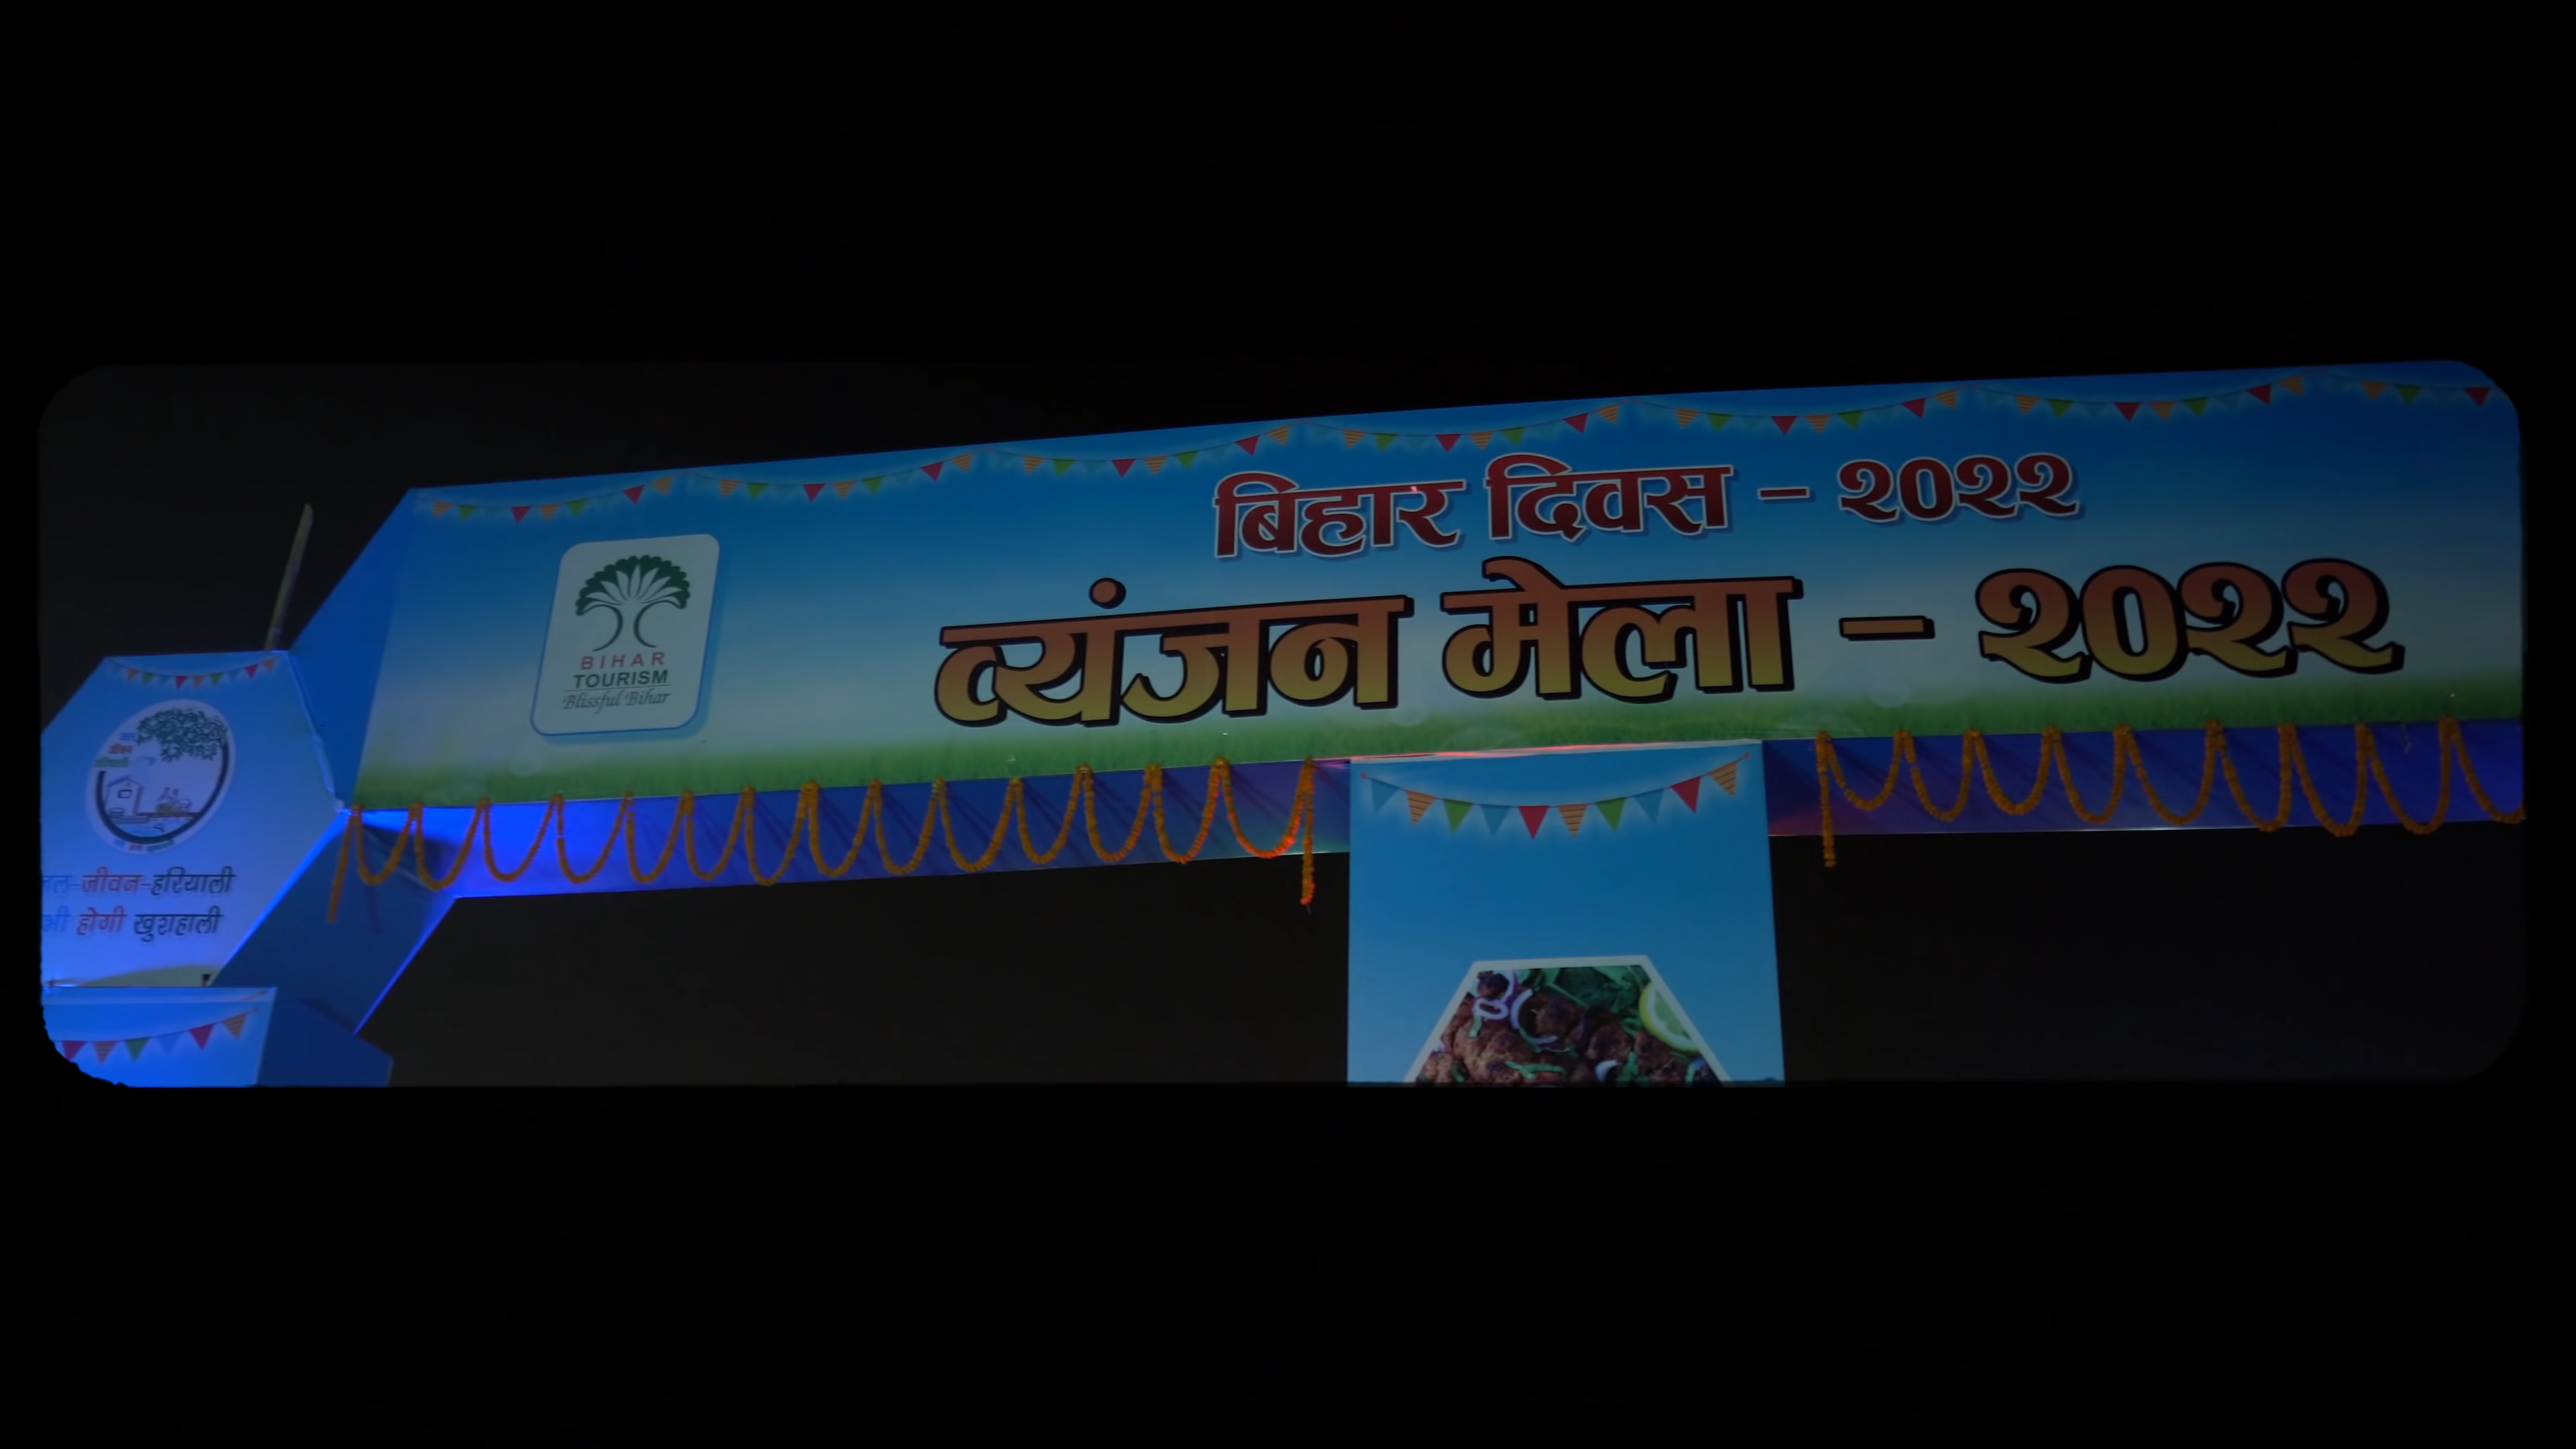 बिहार दिवस - २०२२
व्यंजन मेला - २०२२
BIHAR
TOURISM
Blissful Bihar
जल-जीवन-हरियाली
होगी खुशहाली